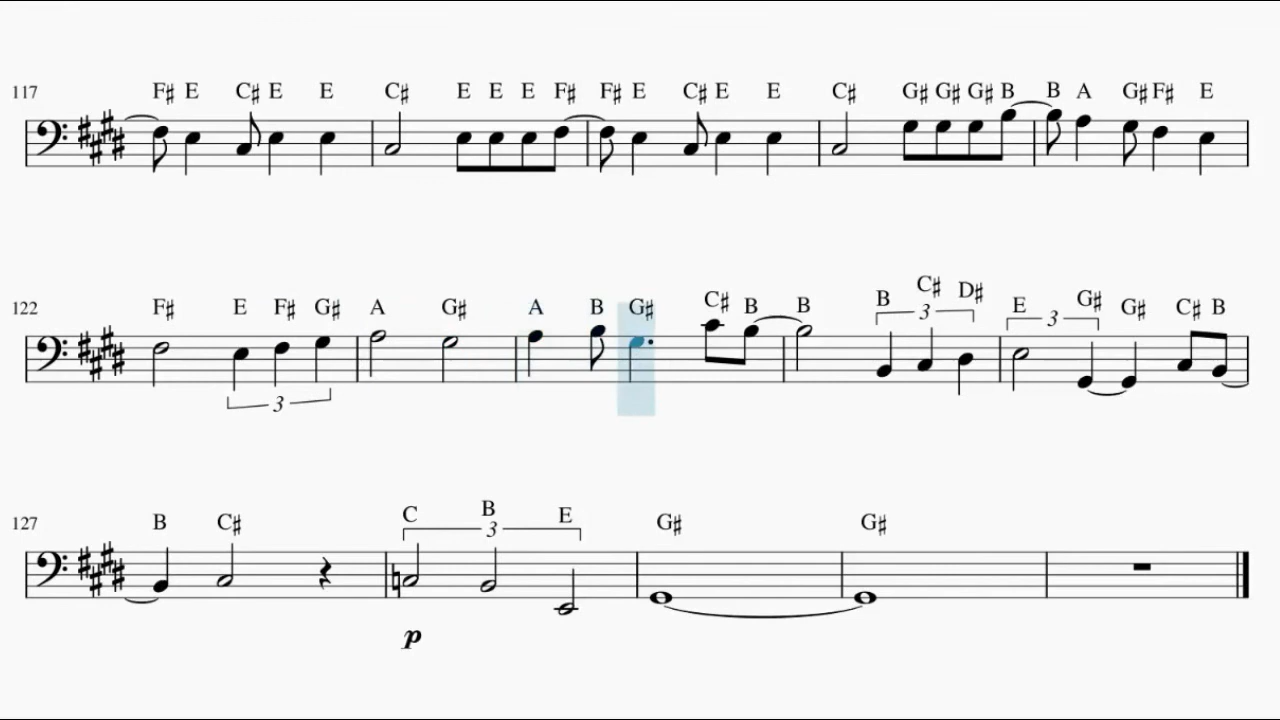 117 F♯ E C♯ E E C♯ E E E F♯ F♯ E C♯ E E C♯ G♯ G♯ G♯ B B A G♯ F♯ E
122 F♯ E F♯ G♯ A G♯ A B G♯ C♯ B B B C♯ D♯ E G♯ G♯ C♯ B
3 3 3
127 B C♯ C B E G♯ G♯
3
p